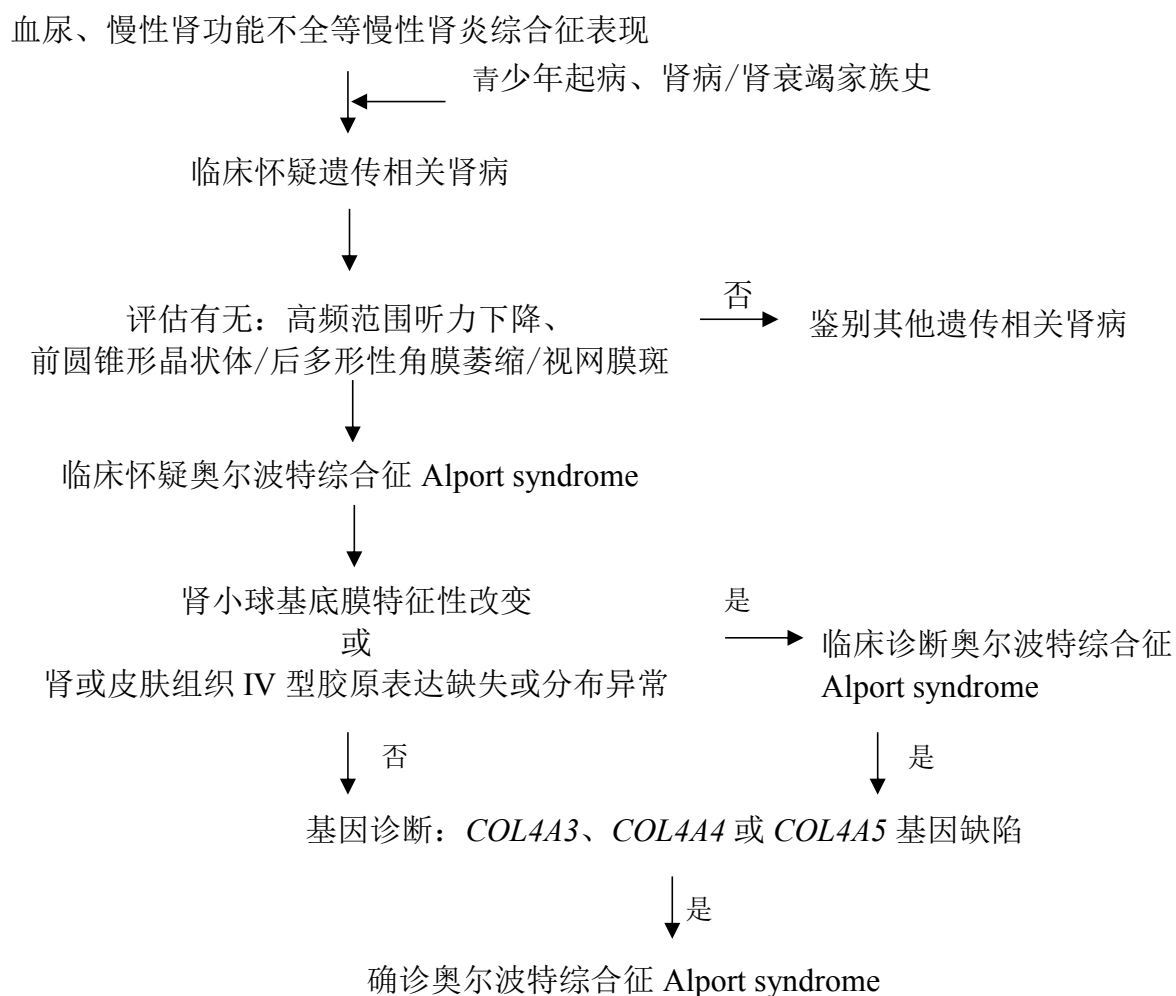 血尿、慢性肾功能不全等慢性肾炎综合征表现
青少年起病、肾病/肾衰竭家族史
临床怀疑遗传相关肾病
评估有无：高频范围听力下降、
前圆锥形晶状体/后多形性角膜萎缩/视网膜斑
否
鉴别其他遗传相关肾病
临床怀疑奥尔波特综合征 Alport syndrome
肾小球基底膜特征性改变
或
肾或皮肤组织 IV 型胶原表达缺失或分布异常
是
临床诊断奥尔波特综合征
Alport syndrome
否
是
基因诊断：COL4A3、COL4A4 或 COL4A5 基因缺陷
是
确诊奥尔波特综合征 Alport syndrome